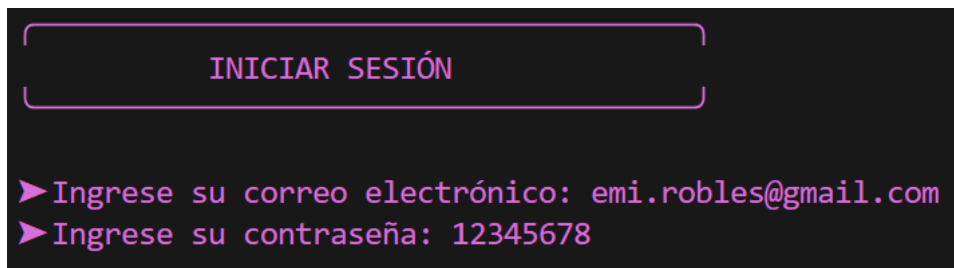 INICIAR SESIÓN
➤Ingrese su correo electrónico: emi.robles@gmail.com
➤Ingrese su contraseña: 12345678